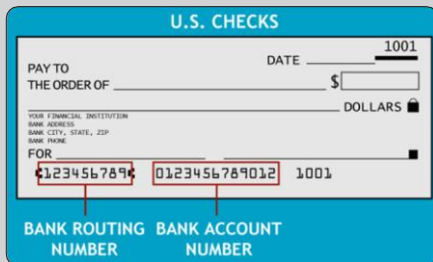 U.S. CHECKS
1001
DATE
PAY TO
THE ORDER OF
$
DOLLARS
YOUR FINANCIAL INSTITUTION
BANK ADDRESS
BANK CITY, STATE, ZIP
BANK PHONE
FOR
⑆123456789⑆ 0123456789012 1001
BANK ROUTING NUMBER
BANK ACCOUNT NUMBER